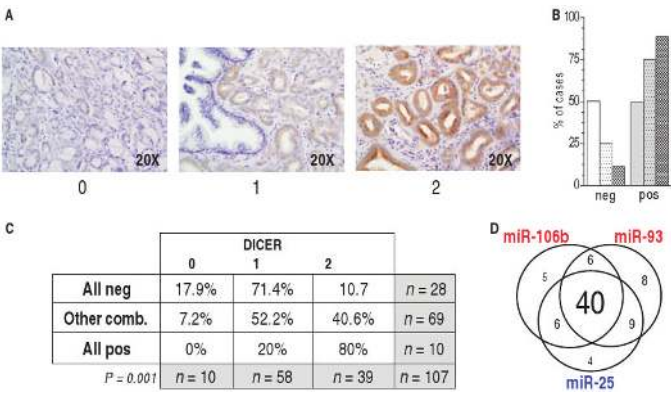 A
20X
20X
20X
0
1
2
B
% of cases
100
75
50
25
0
neg
pos
C
DICER
0 1 2
All neg 17.9% 71.4% 10.7 n = 28
Other comb. 7.2% 52.2% 40.6% n = 69
All pos 0% 20% 80% n = 10
P = 0.001 n = 10 n = 58 n = 39 n = 107
D
miR-106b miR-93
6
5
8
40
6
9
4
miR-25